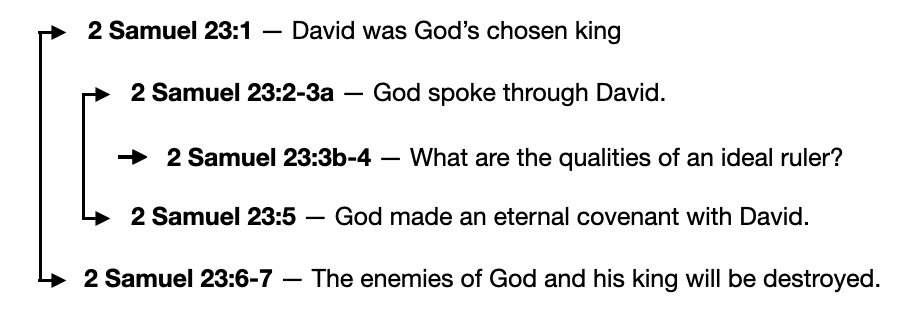 2 Samuel 23:1 — David was God’s chosen king
2 Samuel 23:2-3a — God spoke through David.
2 Samuel 23:3b-4 — What are the qualities of an ideal ruler?
2 Samuel 23:5 — God made an eternal covenant with David.
2 Samuel 23:6-7 — The enemies of God and his king will be destroyed.